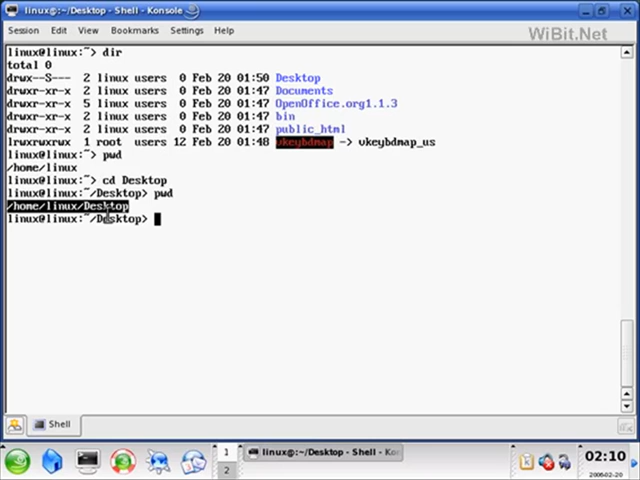 linux@:~/Desktop - Shell - Konsole
Session Edit View Bookmarks Settings Help
WiBit.Net
linux@linux:~> dir
total 0
drwx--S--- 2 linux users 0 Feb 20 01:50 Desktop
drwxr-xr-x 2 linux users 0 Feb 20 01:47 Documents
drwxr-xr-x 5 linux users 0 Feb 20 01:47 OpenOffice.org1.1.3
drwxr-xr-x 2 linux users 0 Feb 20 01:47 bin
drwxr-xr-x 2 linux users 0 Feb 20 01:47 public_html
lrwxrwxrwx 1 root users 12 Feb 20 01:48 vkeybdmap -> vkeybdmap_us
linux@linux:~> pwd
/home/linux
linux@linux:~> cd Desktop
linux@linux:~/Desktop> pwd
/home/linux/Desktop
linux@linux:~/Desktop>
Shell
1
2
linux@:~/Desktop - Shell - Kon
02:10
2006-02-20